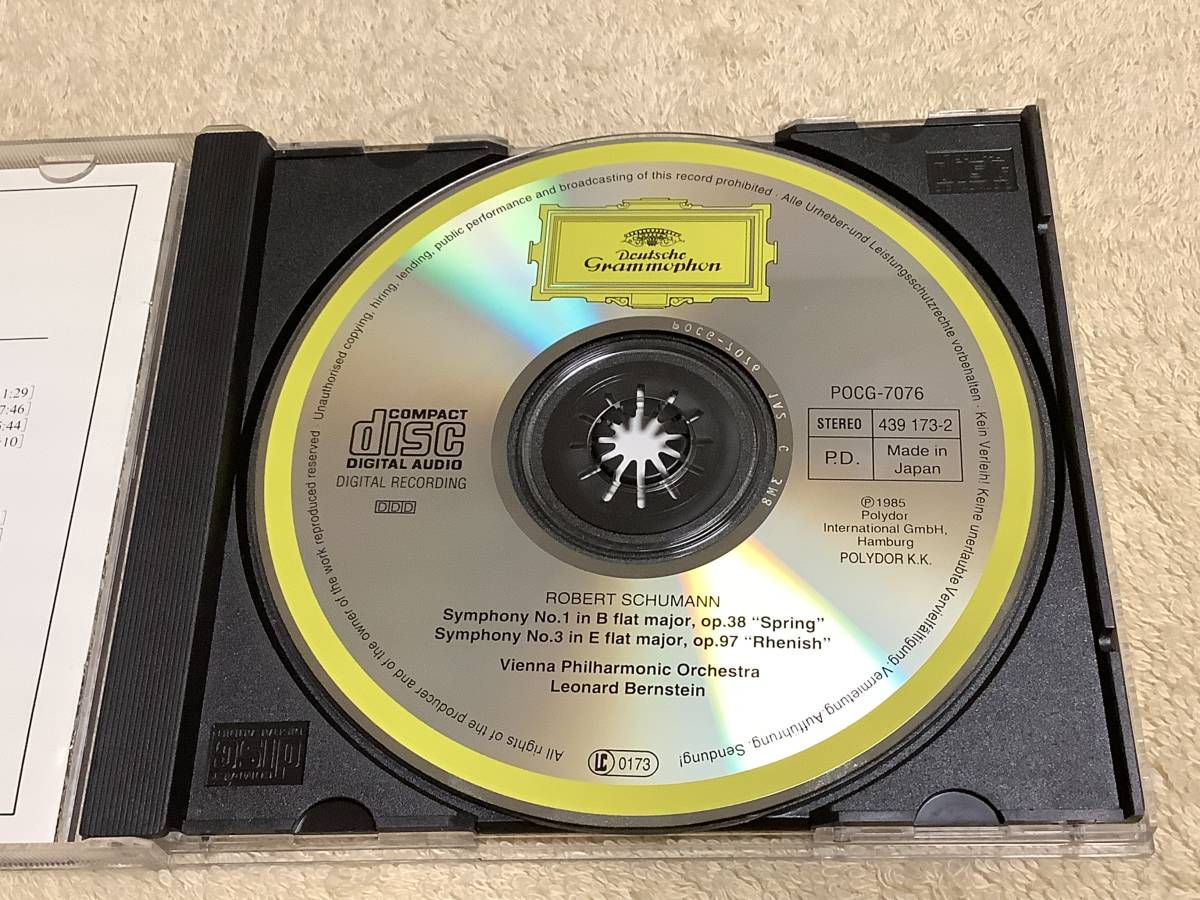 1:29]
7:46
5:44]
:10]
Unauthorised copying, hiring, lending, public performance and broadcasting of this record prohibited · Alle Urheber-und Leistungsschutzrechte vorbehalten · Kein Verleih! Keine unerlaubte Vervielfältigung, Vermietung, Aufführung, Sendung!
All rights of the producer and of the owner of the work reproduced reserved ·
Deutsche
Grammophon
POCG-7076
COMPACT
disc
DIGITAL AUDIO
DIGITAL RECORDING
DDD
POCG-7076
STEREO 439 173-2
P.D. Made in
Japan
℗ 1985
Polydor
International GmbH,
Hamburg
POLYDOR K.K.
ROBERT SCHUMANN
Symphony No.1 in B flat major, op.38 “Spring”
Symphony No.3 in E flat major, op.97 “Rhenish”
Vienna Philharmonic Orchestra
Leonard Bernstein
LC 0173
disc